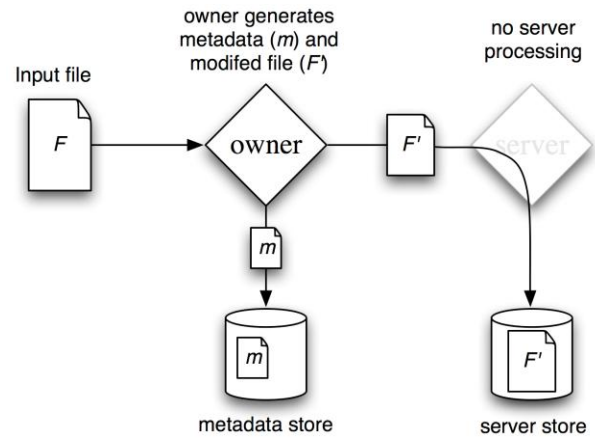 owner generates
metadata (m) and
modifed file (F')
no server
processing
Input file
F
owner
F'
server
m
m
F'
metadata store
server store